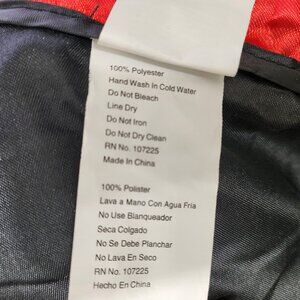 100% Polyester
Hand Wash In Cold Water
Do Not Bleach
Line Dry
Do Not Iron
Do Not Dry Clean
RN No. 107225
Made In China
100% Polister
Lava a Mano Con Agua Fria
No Use Blanqueador
Seca Colgado
No Se Debe Planchar
No Lava En Seco
RN No. 107225
Hecho En China